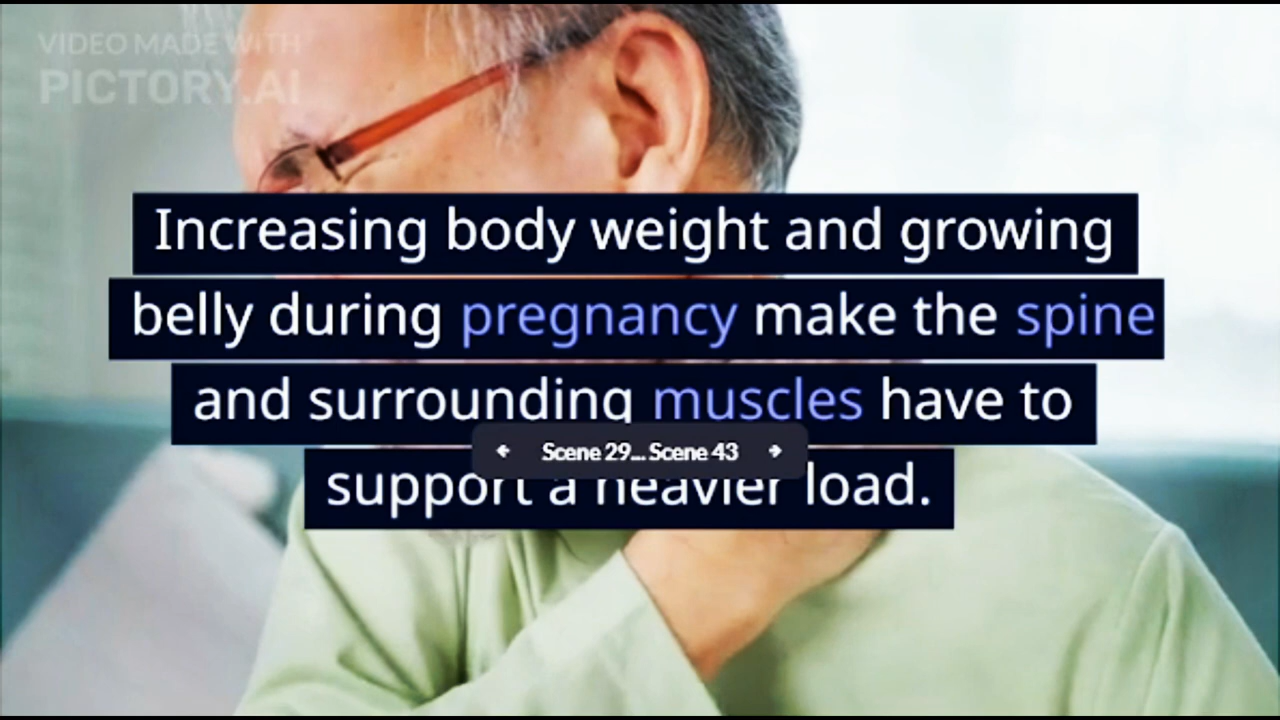 VIDEO MADE WITH
PICTORY.AI
Increasing body weight and growing
belly during pregnancy make the spine
and surrounding muscles have to
Scene 29... Scene 43
support a heavier load.